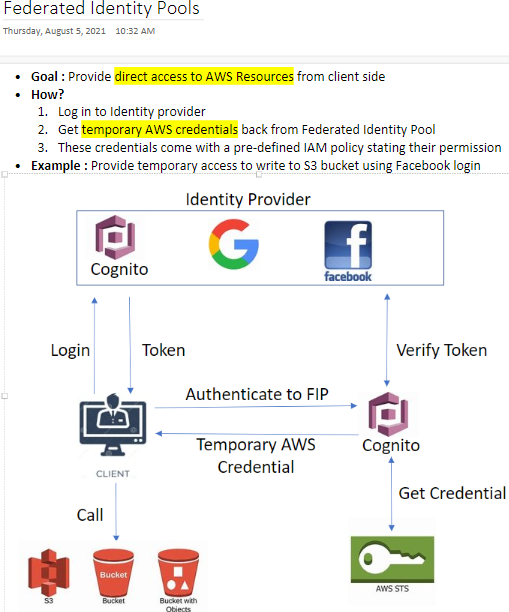 Federated Identity Pools
Thursday, August 5, 2021 10:32 AM
• Goal : Provide direct access to AWS Resources from client side
• How?
1. Log in to Identity provider
2. Get temporary AWS credentials back from Federated Identity Pool
3. These credentials come with a pre-defined IAM policy stating their permission
• Example : Provide temporary access to write to S3 bucket using Facebook login
Identity Provider
Cognito
facebook
Login
Token
Verify Token
Authenticate to FIP
Temporary AWS
Credential
Cognito
CLIENT
Get Credential
Call
Bucket
S3
Bucket
Bucket with
Objects
AWS STS